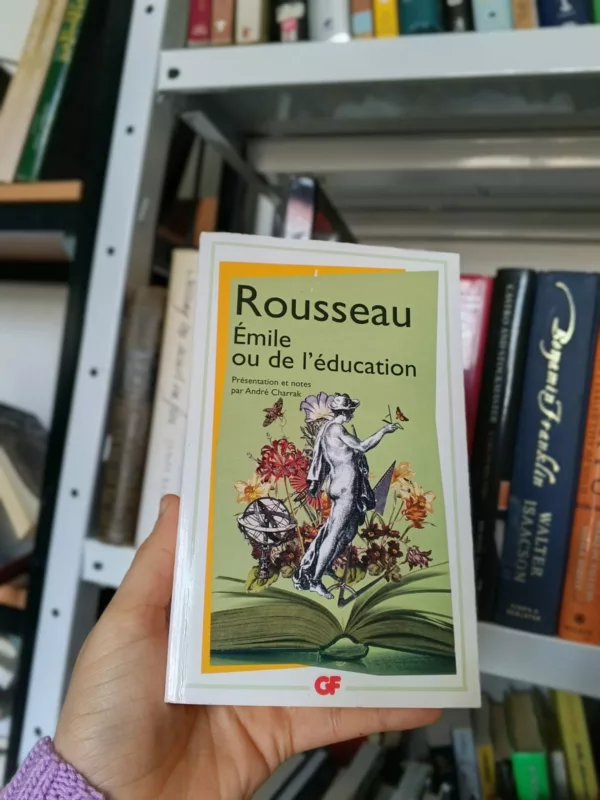 Rousseau
Émile
ou de l'éducation
Présentation et notes
par André Charrak
GF
Benjamin Franklin
WALTER
ISAACSON